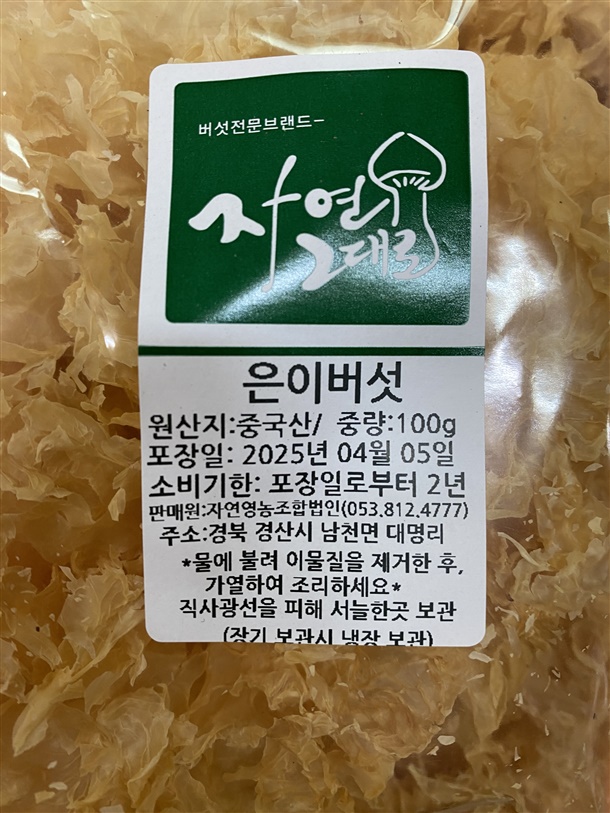 버섯전문브랜드-
자연
그대로
은이버섯
원산지:중국산/ 중량:100g
포장일: 2025년 04월 05일
소비기한: 포장일로부터 2년
판매원:자연영농조합법인(053.812.4777)
주소:경북 경산시 남천면 대명리
*물에 불려 이물질을 제거한 후,
가열하여 조리하세요*
직사광선을 피해 서늘한곳 보관
(장기 보관시 냉장 보관)